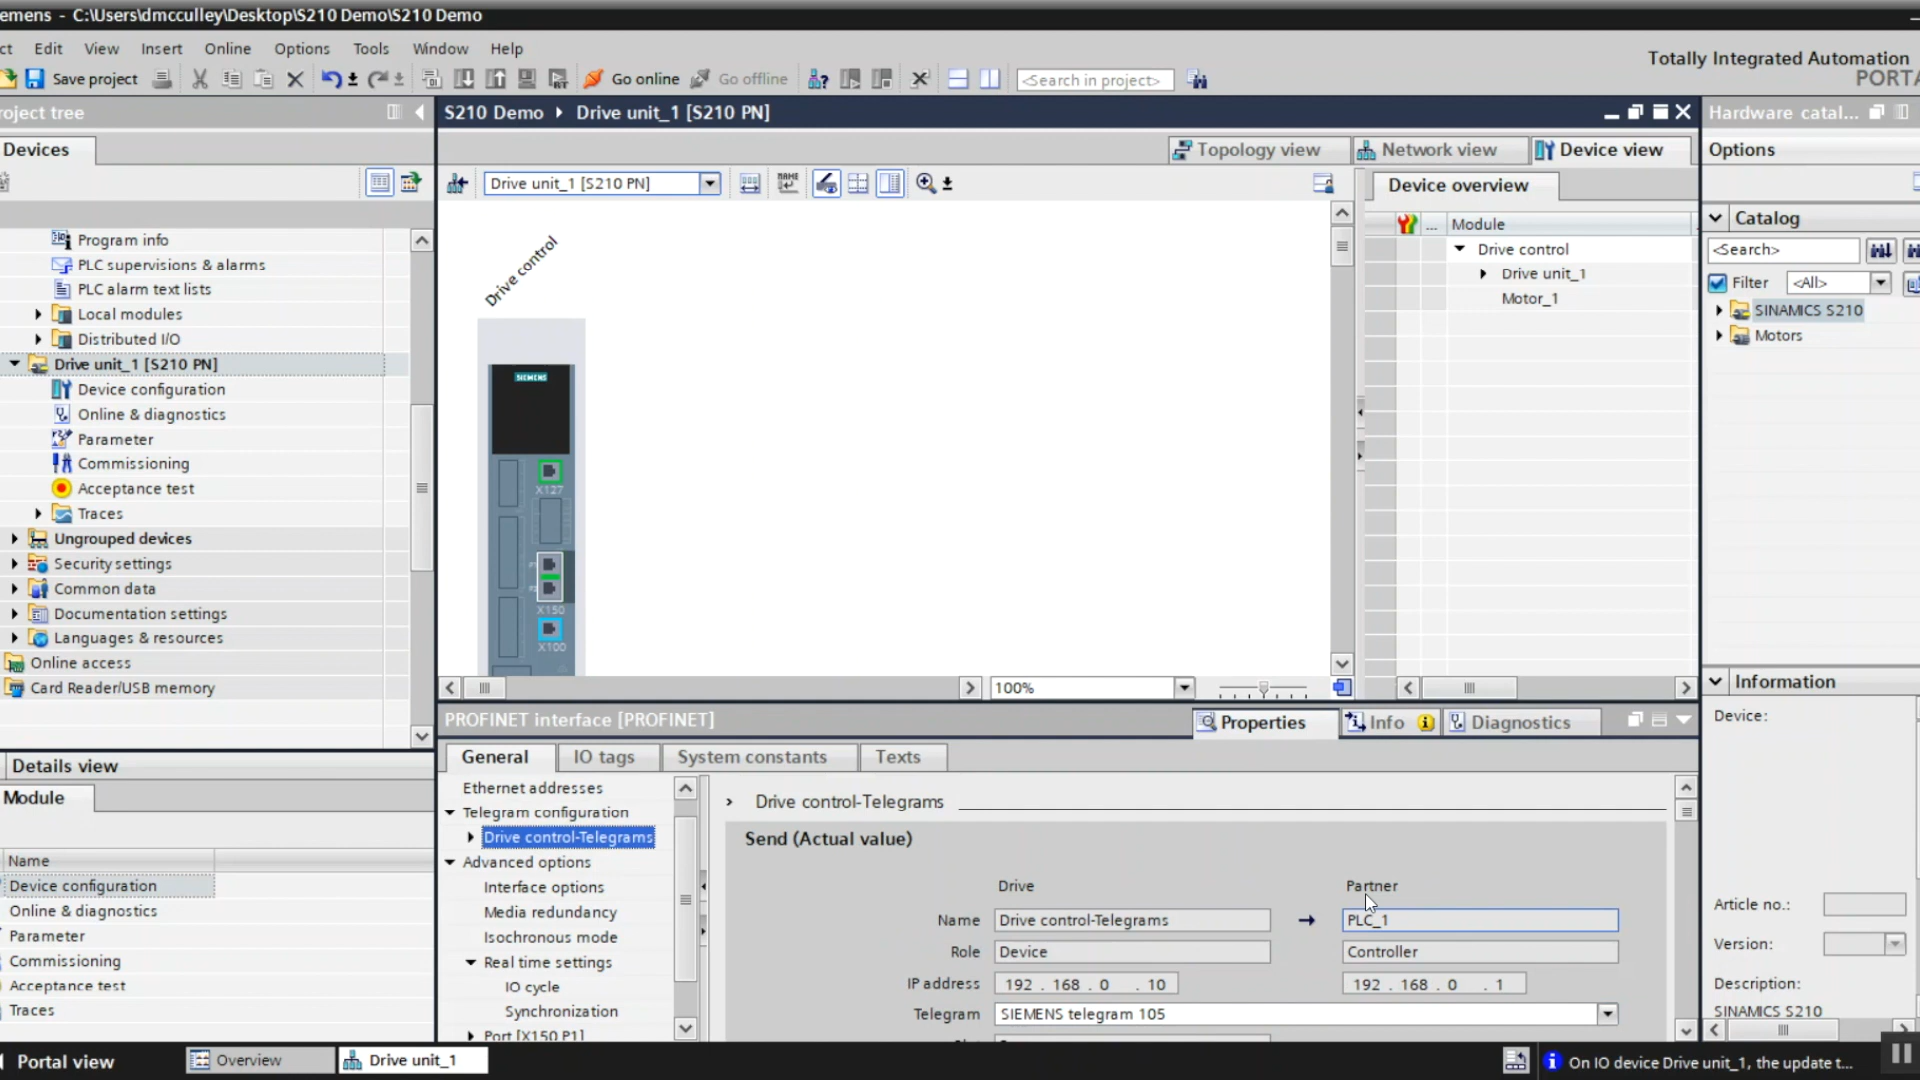 iemens - C:\Users\dmcculley\Desktop\S210 Demo\S210 Demo
ct Edit View Insert Online Options Tools Window Help
Totally Integrated Automation
PORTA
Save project
Go online
Go offline
<Search in project>
roject tree
Devices
Program info
PLC supervisions & alarms
PLC alarm text lists
Local modules
Distributed I/O
Drive unit_1 [S210 PN]
Device configuration
Online & diagnostics
Parameter
Commissioning
Acceptance test
Traces
Ungrouped devices
Security settings
Common data
Documentation settings
Languages & resources
Online access
Card Reader/USB memory
Details view
Module
Name
Device configuration
Online & diagnostics
Parameter
Commissioning
Acceptance test
Traces
S210 Demo Drive unit_1 [S210 PN]
Topology view
Network view
Device view
Drive unit_1 [S210 PN]
NAME
Drive control
SIEMENS
X127
X150
X100
100%
Device overview
... Module
Drive control
Drive unit_1
Motor_1
PROFINET interface [PROFINET]
Properties
Info
Diagnostics
General
IO tags
System constants
Texts
Ethernet addresses
Telegram configuration
Drive control-Telegrams
Advanced options
Interface options
Media redundancy
Isochronous mode
Real time settings
IO cycle
Synchronization
Port [X150 P1]
Drive control-Telegrams
Send (Actual value)
Drive Partner
Name Drive control-Telegrams PLC_1
Role Device Controller
IP address 192 . 168 . 0 . 10 192 . 168 . 0 . 1
Telegram SIEMENS telegram 105
Hardware catal...
Options
Catalog
<Search>
Filter <All>
SINAMICS S210
Motors
Information
Device:
Article no.:
Version:
Description:
SINAMICS S210
Portal view
Overview
Drive unit_1
On IO device Drive unit_1, the update t...